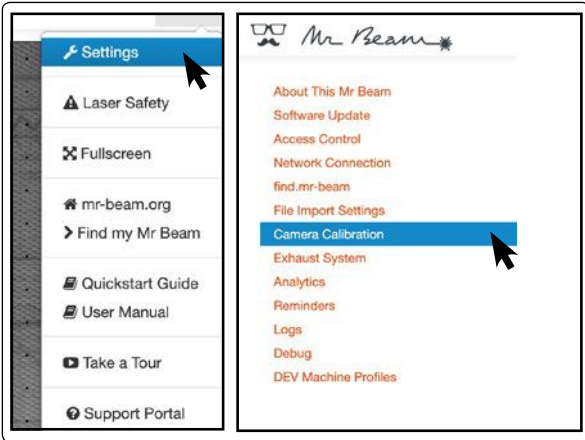 Settings
Laser Safety
Fullscreen
mr-beam.org
Find my Mr Beam
Quickstart Guide
User Manual
Take a Tour
Support Portal
Mr Beam
About This Mr Beam
Software Update
Access Control
Network Connection
find.mr-beam
File Import Settings
Camera Calibration
Exhaust System
Analytics
Reminders
Logs
Debug
DEV Machine Profiles